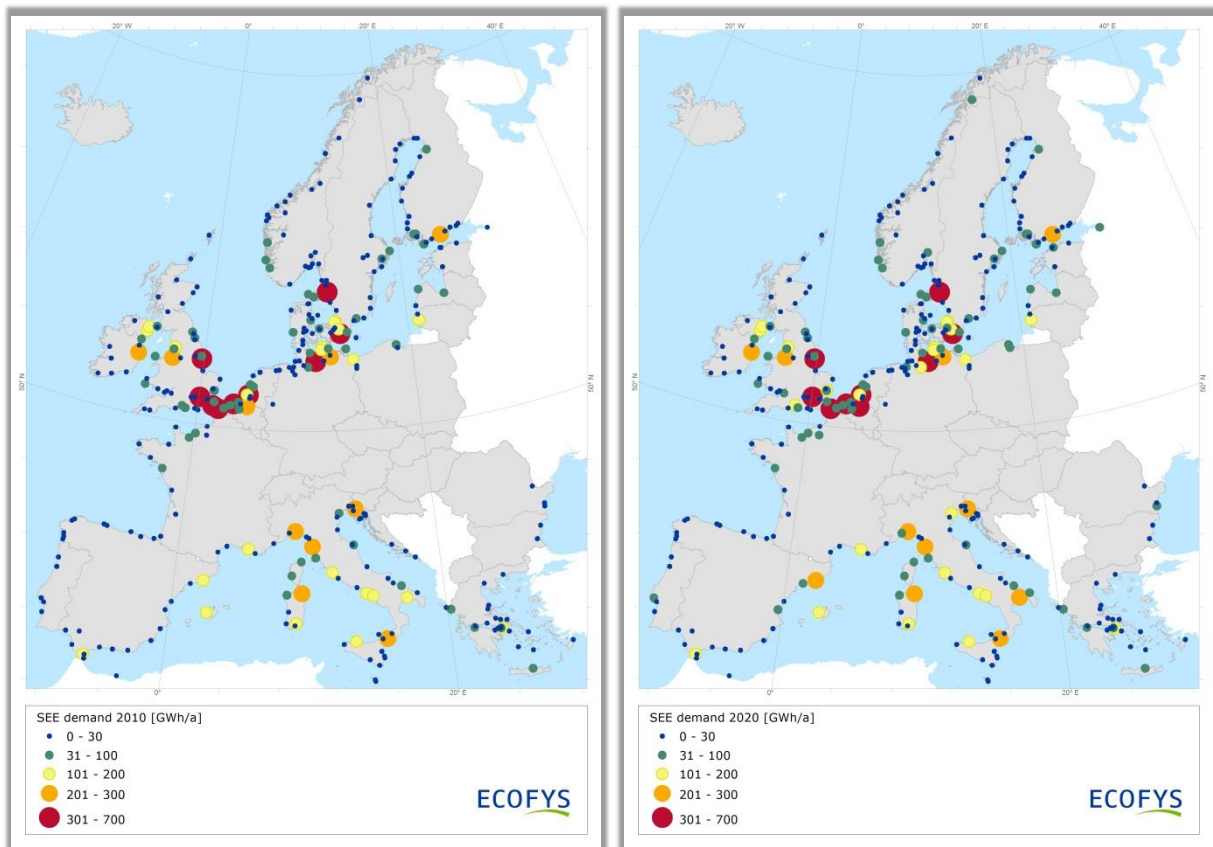 20° W 0° 20° E 40° E
50° N
50° N
0° 20° E
SEE demand 2010 [GWh/a]
0 - 30
31 - 100
101 - 200
201 - 300
301 - 700
ECOFYS
20° W 0° 20° E 40° E
50° N
50° N
0° 20° E
SEE demand 2020 [GWh/a]
0 - 30
31 - 100
101 - 200
201 - 300
301 - 700
ECOFYS